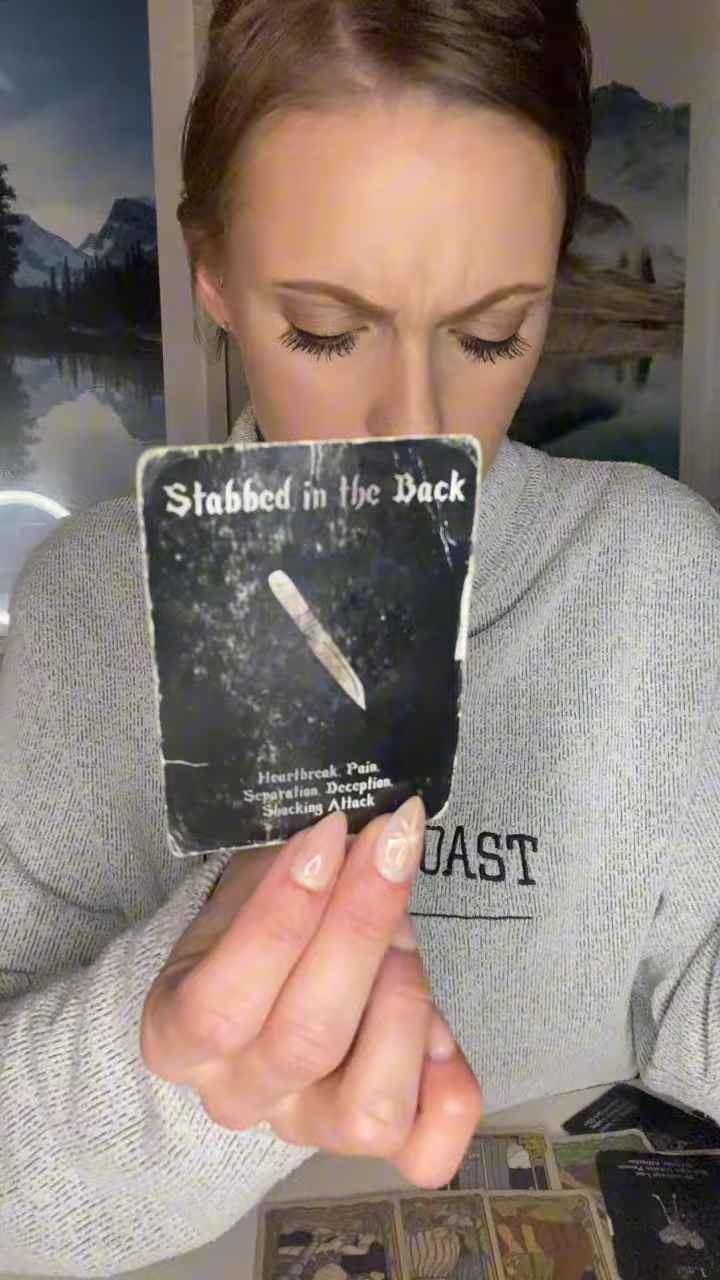 Stabbed in the Back
Heartbreak, Pain,
Separation, Deception,
Shocking Attack
OAST